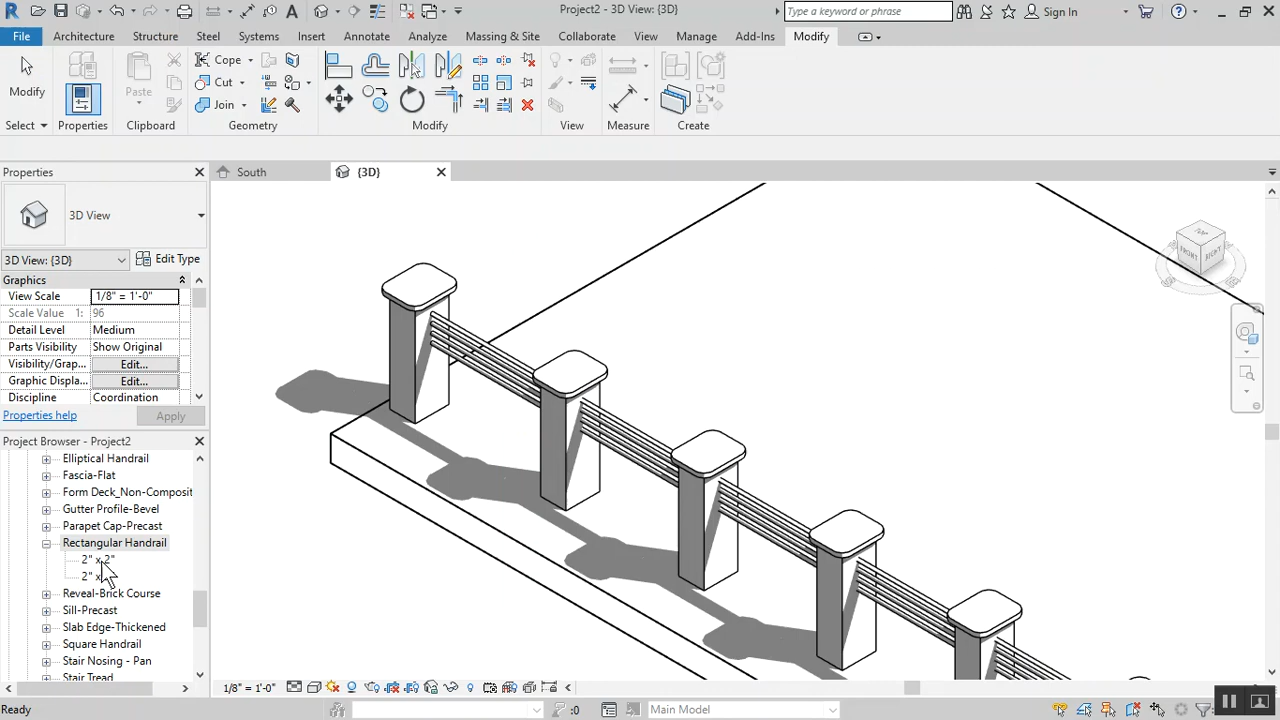 Project2 - 3D View: {3D}
Type a keyword or phrase
Sign In
File
Architecture
Structure
Steel
Systems
Insert
Annotate
Analyze
Massing & Site
Collaborate
View
Manage
Add-Ins
Modify
Modify
Paste
Cope
Cut
Join
Select
Properties
Clipboard
Geometry
Modify
View
Measure
Create
Properties
South
{3D}
3D View
3D View: {3D}
Edit Type
Graphics
View Scale
1/8" = 1'-0"
Scale Value 1:
96
Detail Level
Medium
Parts Visibility
Show Original
Visibility/Grap...
Edit...
Graphic Displa...
Edit...
Discipline
Coordination
Properties help
Apply
Project Browser - Project2
Elliptical Handrail
Fascia-Flat
Form Deck_Non-Composit
Gutter Profile-Bevel
Parapet Cap-Precast
Rectangular Handrail
2" x 2"
2" x
Reveal-Brick Course
Sill-Precast
Slab Edge-Thickened
Square Handrail
Stair Nosing - Pan
Stair Tread
TOP
FRONT
RIGHT
1/8" = 1'-0"
Ready
:0
Main Model